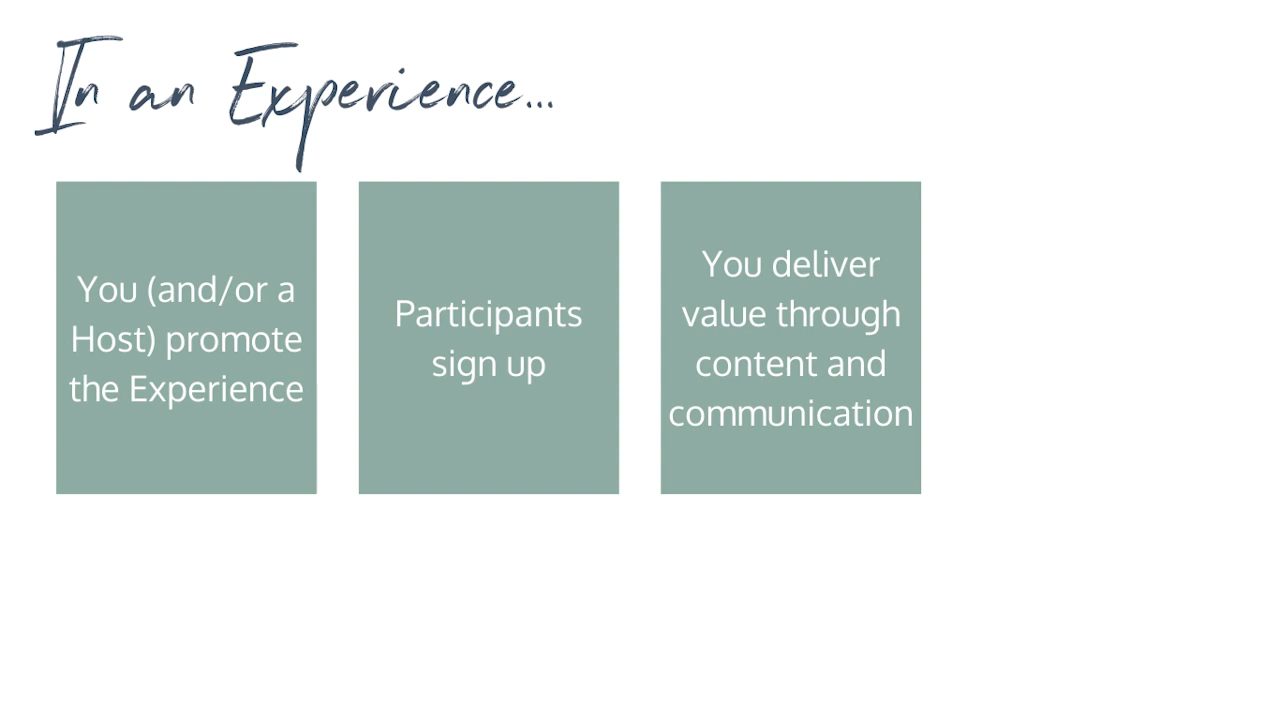 In an Experience...
You (and/or a
Host) promote
the Experience
Participants
sign up
You deliver
value through
content and
communication